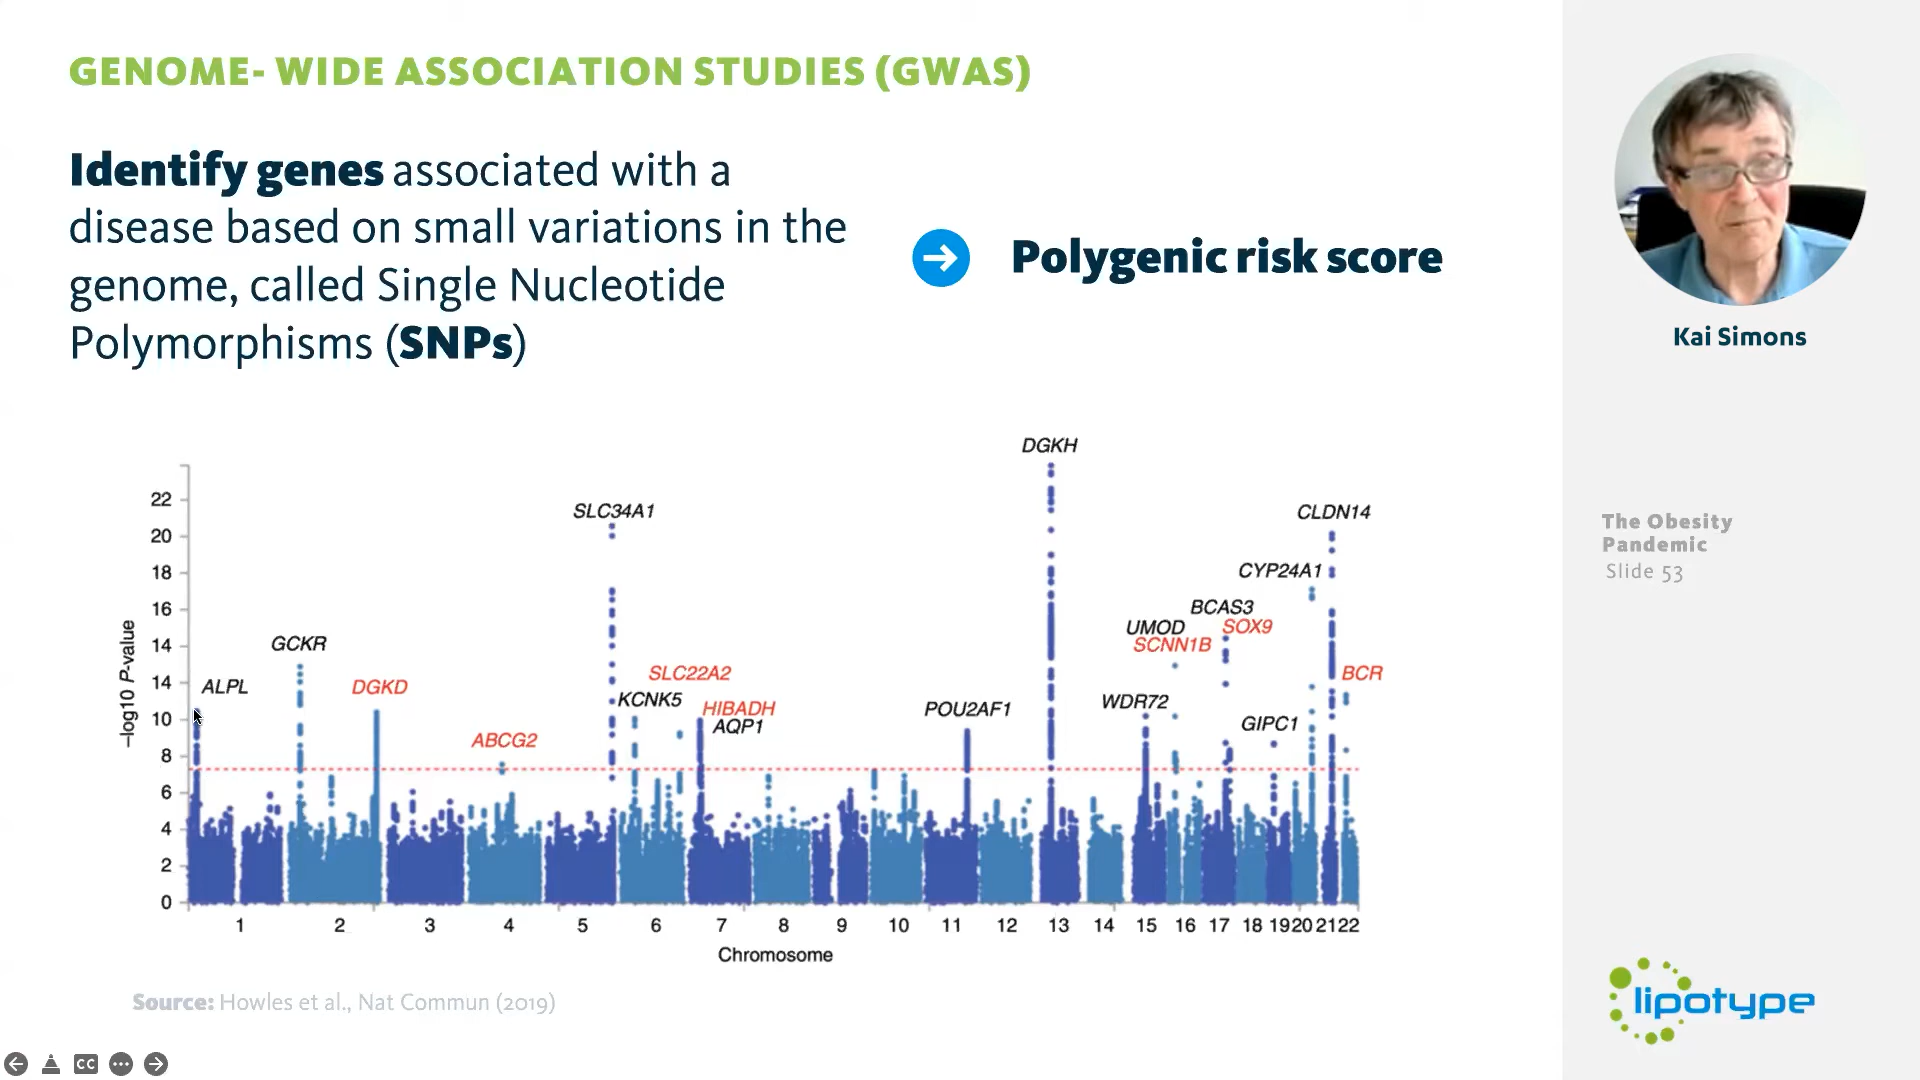 GENOME- WIDE ASSOCIATION STUDIES (GWAS)
Identify genes associated with a
disease based on small variations in the
genome, called Single Nucleotide
Polymorphisms (SNPs)
Polygenic risk score
Kai Simons
The Obesity
Pandemic
Slide 53
DGKH
SLC34A1
CLDN14
CYP24A1
BCAS3
UMOD
SOX9
GCKR
SCNN1B
SLC22A2
BCR
ALPL
DGKD
KCNK5
WDR72
HIBADH
POU2AF1
AQP1
GIPC1
ABCG2
–log10 P-value
22
20
18
16
14
14
10
8
6
4
2
0
1 2 3 4 5 6 7 8 9 10 11 12 13 14 15 16 17 18 19 20 21 22
Chromosome
Source: Howles et al., Nat Commun (2019)
lipotype
CC